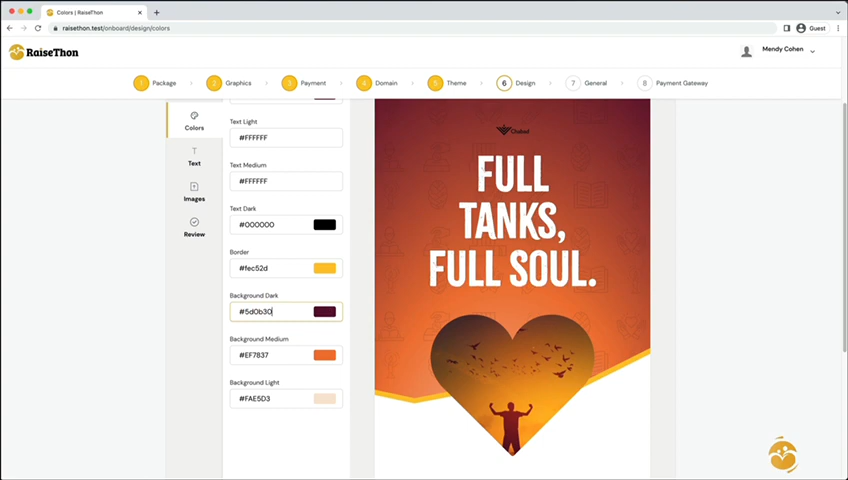 Colors | RaiseThon
raisethon.test/onboard/design/colors
Guest
RaiseThon
Mendy Cohen
1 Package
2 Graphics
3 Payment
4 Domain
5 Theme
6 Design
7 General
8 Payment Gateway
Colors
Text
Images
Review
Text Light
#FFFFFF
Text Medium
#FFFFFF
Text Dark
#000000
Border
#fec52d
Background Dark
#5d0b30
Background Medium
#EF7837
Background Light
#FAE5D3
Chabad
FULL
TANKS,
FULL SOUL.